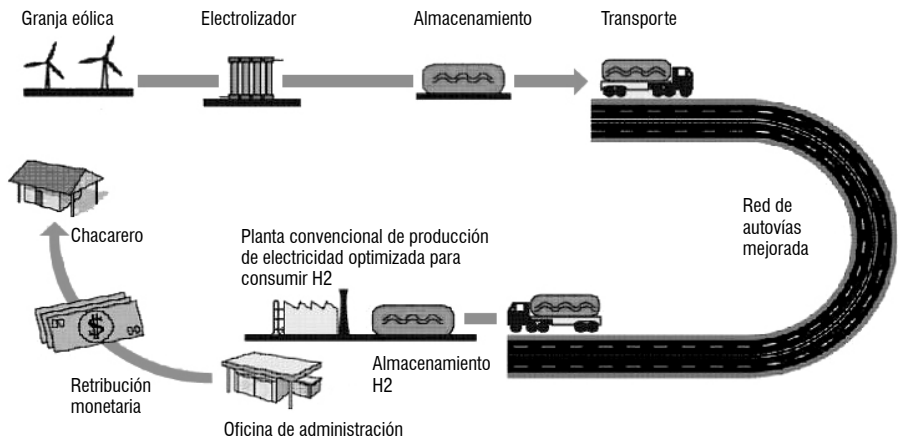 Granja eólica
Electrolizador
Almacenamiento
Transporte
Red de
autovías
mejorada
Chacarero
Planta convencional de producción
de electricidad optimizada para
consumir H2
$
Almacenamiento
H2
Retribución
monetaria
Oficina de administración